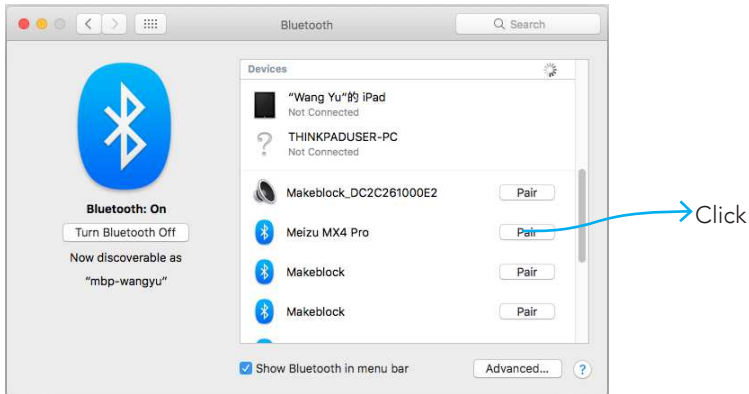 Bluetooth
Search
Devices
“Wang Yu”的 iPad
Not Connected
THINKPADUSER-PC
Not Connected
Makeblock_DC2C261000E2 Pair
Meizu MX4 Pro Pair
Click
Makeblock Pair
Makeblock Pair
Bluetooth: On
Turn Bluetooth Off
Now discoverable as
“mbp-wangyu”
Show Bluetooth in menu bar
Advanced... ?